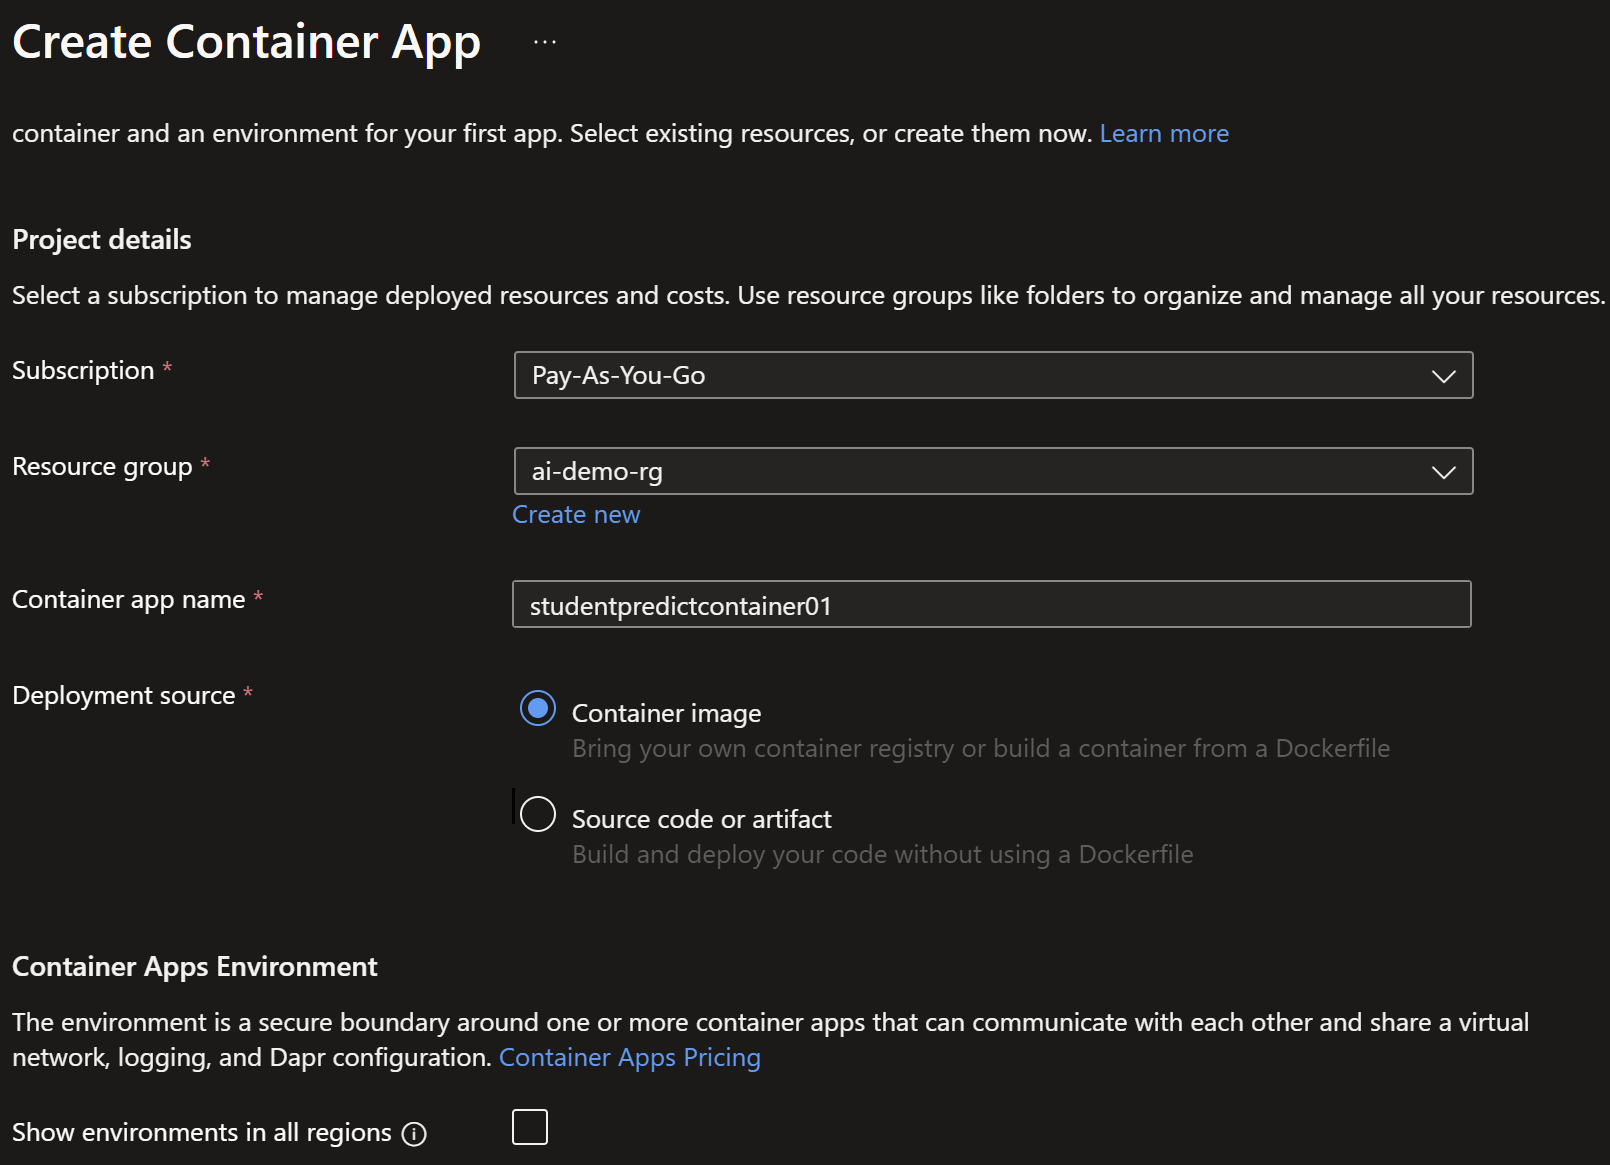 Create Container App ...
container and an environment for your first app. Select existing resources, or create them now. Learn more
Project details
Select a subscription to manage deployed resources and costs. Use resource groups like folders to organize and manage all your resources.
Subscription *
Pay-As-You-Go
Resource group *
ai-demo-rg
Create new
Container app name *
studentpredictcontainer01
Deployment source *
Container image
Bring your own container registry or build a container from a Dockerfile
Source code or artifact
Build and deploy your code without using a Dockerfile
Container Apps Environment
The environment is a secure boundary around one or more container apps that can communicate with each other and share a virtual
network, logging, and Dapr configuration. Container Apps Pricing
Show environments in all regions